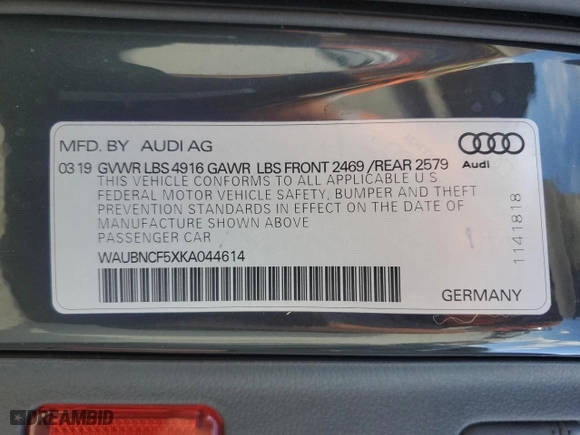 MFD. BY AUDI AG
Audi
03 19 GVWR LBS 4916 GAWR LBS FRONT 2469 / REAR 2579
THIS VEHICLE CONFORMS TO ALL APPLICABLE U.S.
FEDERAL MOTOR VEHICLE SAFETY, BUMPER AND THEFT
PREVENTION STANDARDS IN EFFECT ON THE DATE OF
MANUFACTURE SHOWN ABOVE
PASSENGER CAR
WAUBNCF5XKA044614
1141818
GERMANY
DREAMBID